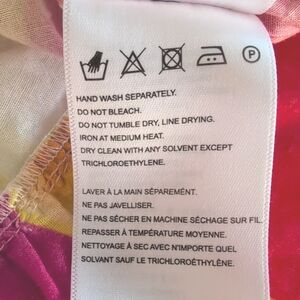 P
HAND WASH SEPARATELY.
DO NOT BLEACH.
DO NOT TUMBLE DRY, LINE DRYING.
IRON AT MEDIUM HEAT.
DRY CLEAN WITH ANY SOLVENT EXCEPT
TRICHLOROETHYLENE.
LAVER À LA MAIN SÉPARÉMENT.
NE PAS JAVELLISER.
NE PAS SÉCHER EN MACHINE SÉCHAGE SUR FIL.
REPASSER À TEMPÉRATURE MOYENNE.
NETTOYAGE À SEC AVEC N'IMPORTE QUEL
SOLVANT SAUF LE TRICHLOROÉTHYLÈNE.